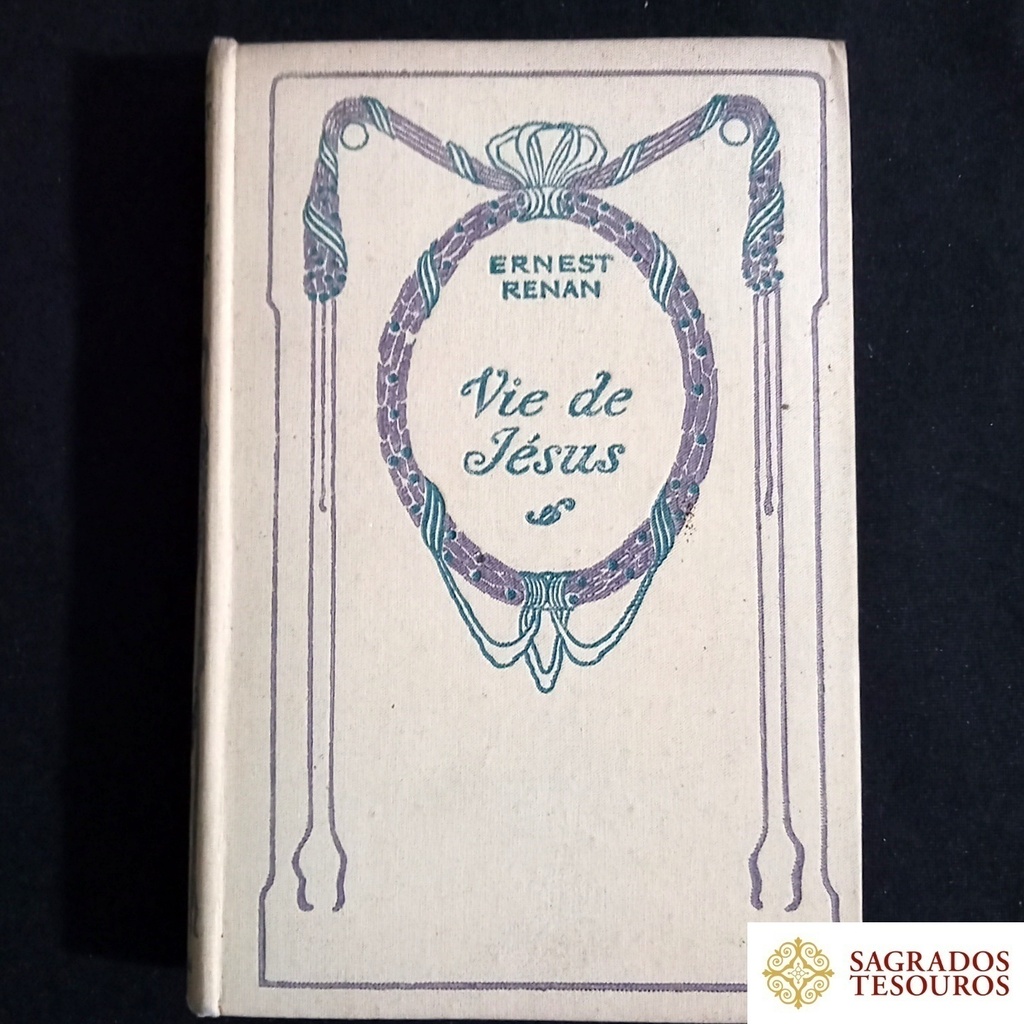 ERNEST
RENAN
Vie de
Jésus
SAGRADOS
TESOUROS